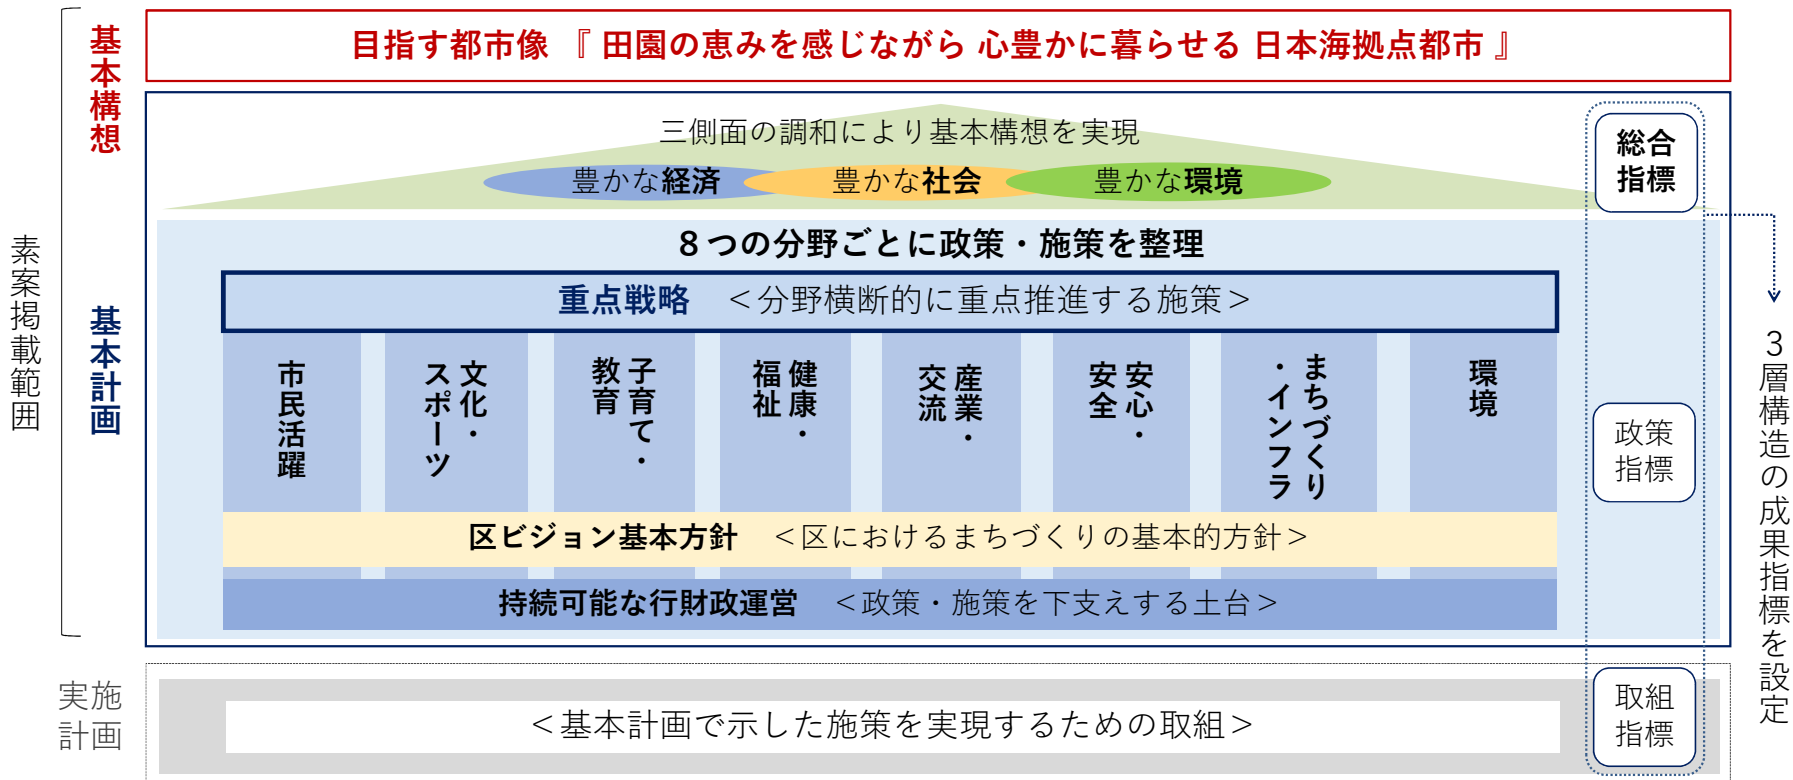 素案掲載範囲
基本構想
目指す都市像 『 田園の恵みを感じながら 心豊かに暮らせる 日本海拠点都市 』
基本計画
三側面の調和により基本構想を実現
豊かな経済
豊かな社会
豊かな環境
8つの分野ごとに政策・施策を整理
重点戦略 <分野横断的に重点推進する施策>
市民活躍
文化・
スポーツ
子育て・
教育
健康・
福祉
産業・
交流
安心・
安全
まちづくり
・インフラ
環境
区ビジョン基本方針 <区におけるまちづくりの基本的方針>
持続可能な行財政運営 <政策・施策を下支えする土台>
実施
計画
<基本計画で示した施策を実現するための取組>
総合
指標
政策
指標
取組
指標
3層構造の成果指標を設定